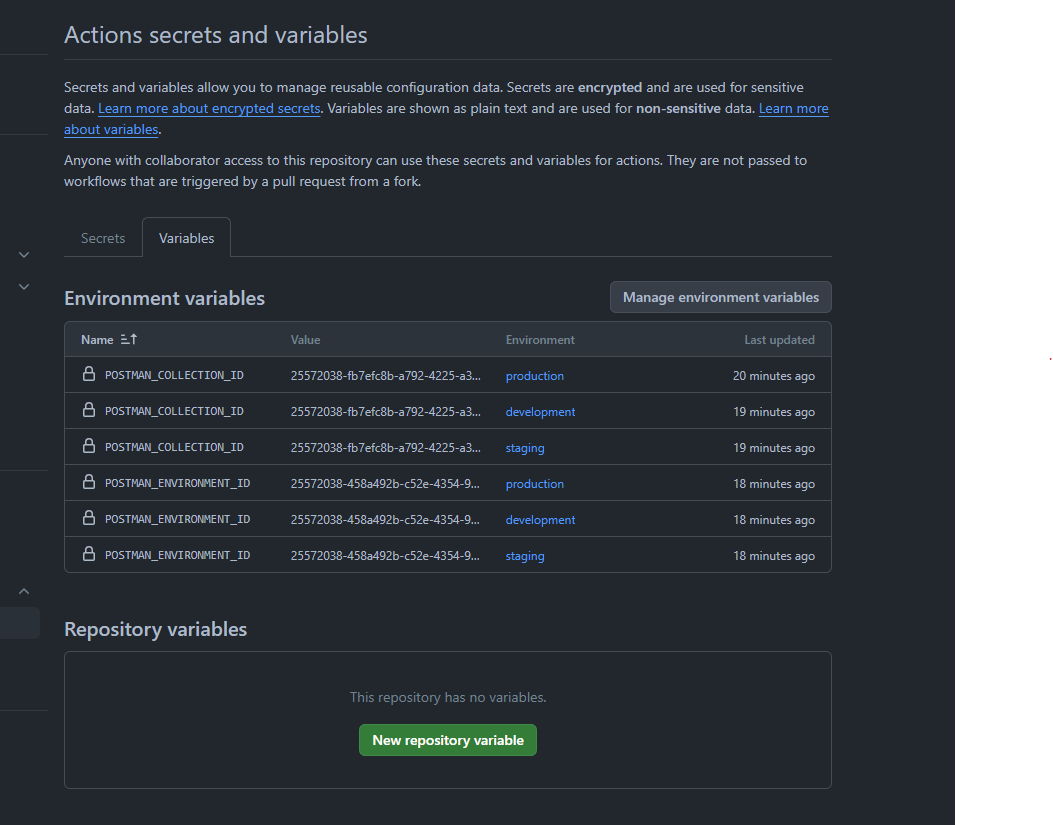 Actions secrets and variables
Secrets and variables allow you to manage reusable configuration data. Secrets are encrypted and are used for sensitive
data. Learn more about encrypted secrets. Variables are shown as plain text and are used for non-sensitive data. Learn more
about variables.
Anyone with collaborator access to this repository can use these secrets and variables for actions. They are not passed to
workflows that are triggered by a pull request from a fork.
Secrets Variables
Environment variables Manage environment variables
Name Value Environment Last updated
POSTMAN_COLLECTION_ID 25572038-fb7efc8b-a792-4225-a3... production 20 minutes ago
POSTMAN_COLLECTION_ID 25572038-fb7efc8b-a792-4225-a3... development 19 minutes ago
POSTMAN_COLLECTION_ID 25572038-fb7efc8b-a792-4225-a3... staging 19 minutes ago
POSTMAN_ENVIRONMENT_ID 25572038-458a492b-c52e-4354-9... production 18 minutes ago
POSTMAN_ENVIRONMENT_ID 25572038-458a492b-c52e-4354-9... development 18 minutes ago
POSTMAN_ENVIRONMENT_ID 25572038-458a492b-c52e-4354-9... staging 18 minutes ago
Repository variables
This repository has no variables.
New repository variable